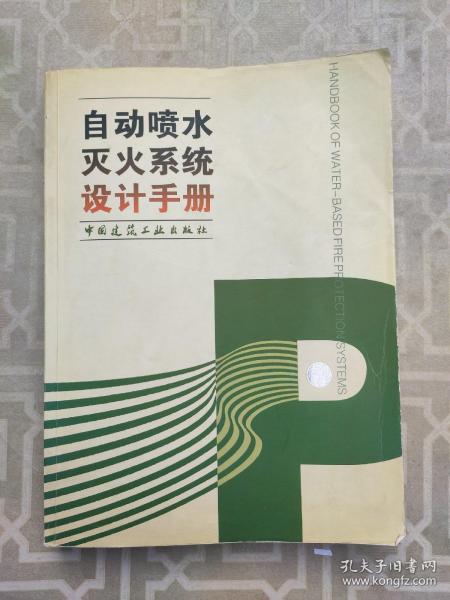 自动喷水
灭火系统
设计手册
中国建筑工业出版社
HANDBOOK OF WATER-BASED FIRE PROTECTION SYSTEMS
P
孔夫子旧书网
www.kongfz.com